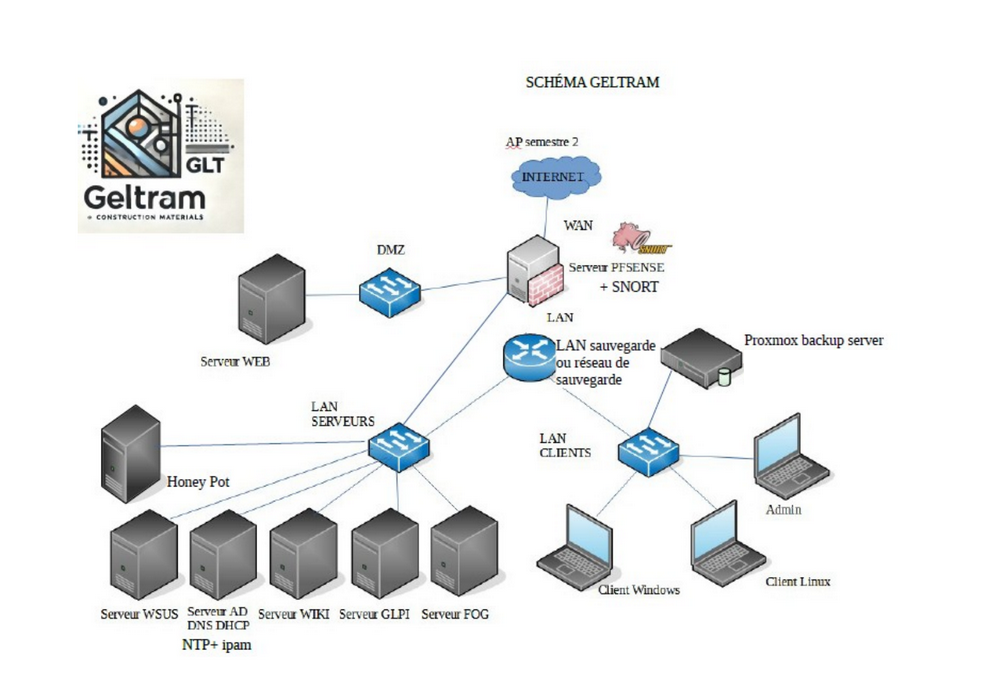 SCHÉMA GELTRAM
GLT
Geltram
CONSTRUCTION MATERIALS
AP semestre 2
INTERNET
WAN
SNORT
DMZ
Serveur PFSENSE
+ SNORT
LAN
Serveur WEB
LAN sauvegarde
ou réseau de
sauvegarde
Proxmox backup server
LAN
SERVEURS
LAN
CLIENTS
Honey Pot
Admin
Client Windows
Client Linux
Serveur WSUS
Serveur AD
DNS DHCP
NTP+ ipam
Serveur WIKI
Serveur GLPI
Serveur FOG